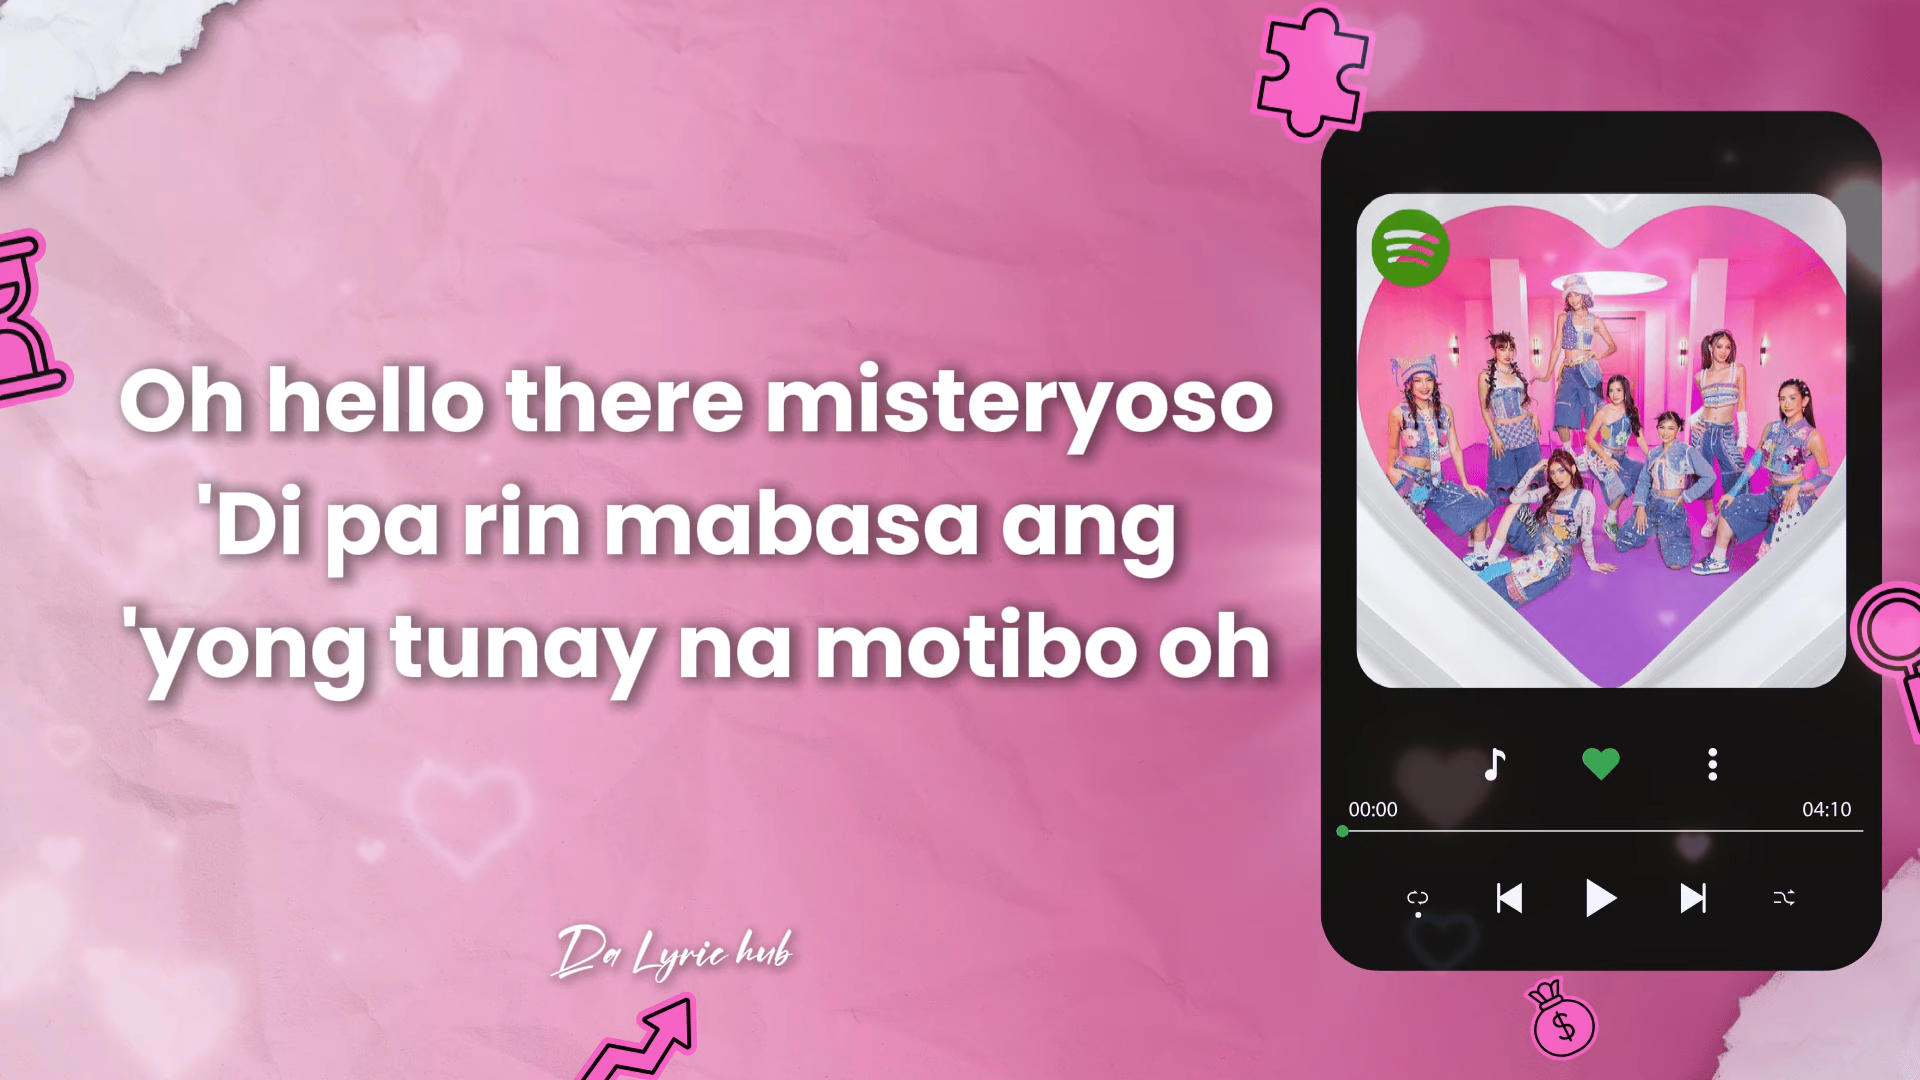 Oh hello there misteryoso
'Di pa rin mabasa ang
'yong tunay na motibo oh
Da Lyric hub
00:00
04:10
$